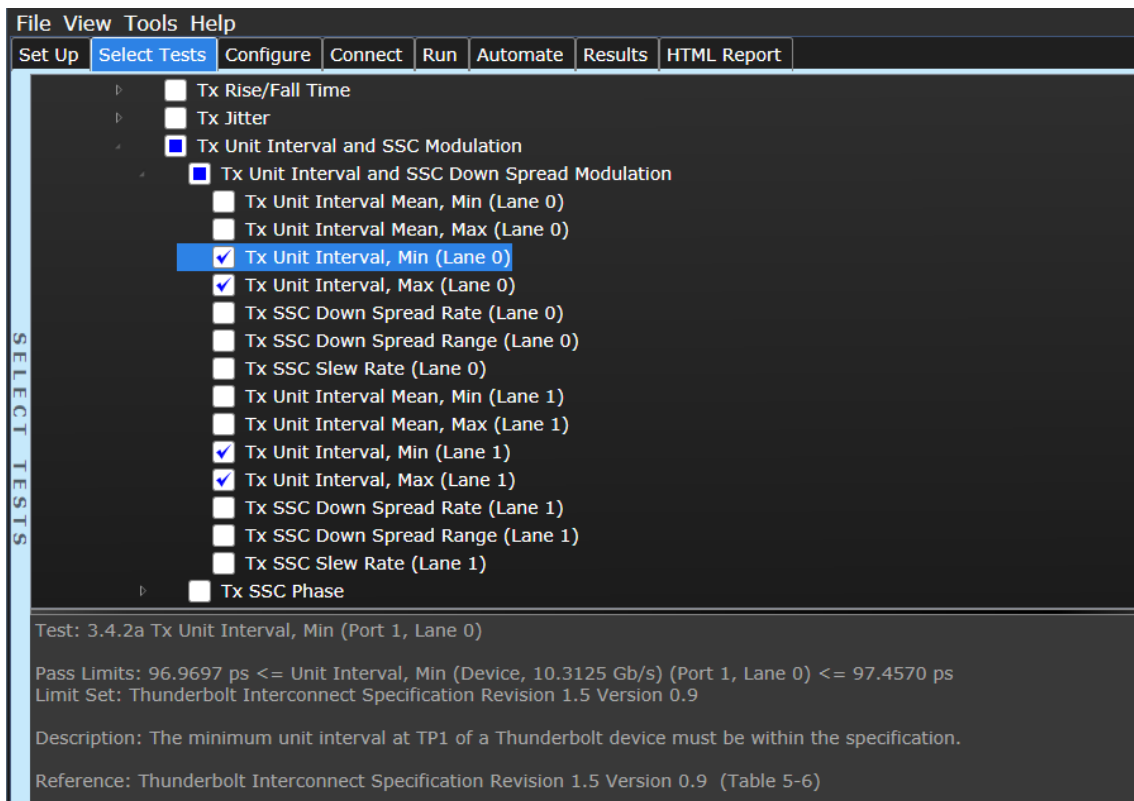 File View Tools Help
Set Up Select Tests Configure Connect Run Automate Results HTML Report
Tx Rise/Fall Time
Tx Jitter
Tx Unit Interval and SSC Modulation
Tx Unit Interval and SSC Down Spread Modulation
Tx Unit Interval Mean, Min (Lane 0)
Tx Unit Interval Mean, Max (Lane 0)
Tx Unit Interval, Min (Lane 0)
Tx Unit Interval, Max (Lane 0)
Tx SSC Down Spread Rate (Lane 0)
Tx SSC Down Spread Range (Lane 0)
Tx SSC Slew Rate (Lane 0)
Tx Unit Interval Mean, Min (Lane 1)
Tx Unit Interval Mean, Max (Lane 1)
Tx Unit Interval, Min (Lane 1)
Tx Unit Interval, Max (Lane 1)
Tx SSC Down Spread Rate (Lane 1)
Tx SSC Down Spread Range (Lane 1)
Tx SSC Slew Rate (Lane 1)
Tx SSC Phase
SELECT TESTS
Test: 3.4.2a Tx Unit Interval, Min (Port 1, Lane 0)
Pass Limits: 96.9697 ps <= Unit Interval, Min (Device, 10.3125 Gb/s) (Port 1, Lane 0) <= 97.4570 ps
Limit Set: Thunderbolt Interconnect Specification Revision 1.5 Version 0.9
Description: The minimum unit interval at TP1 of a Thunderbolt device must be within the specification.
Reference: Thunderbolt Interconnect Specification Revision 1.5 Version 0.9 (Table 5-6)